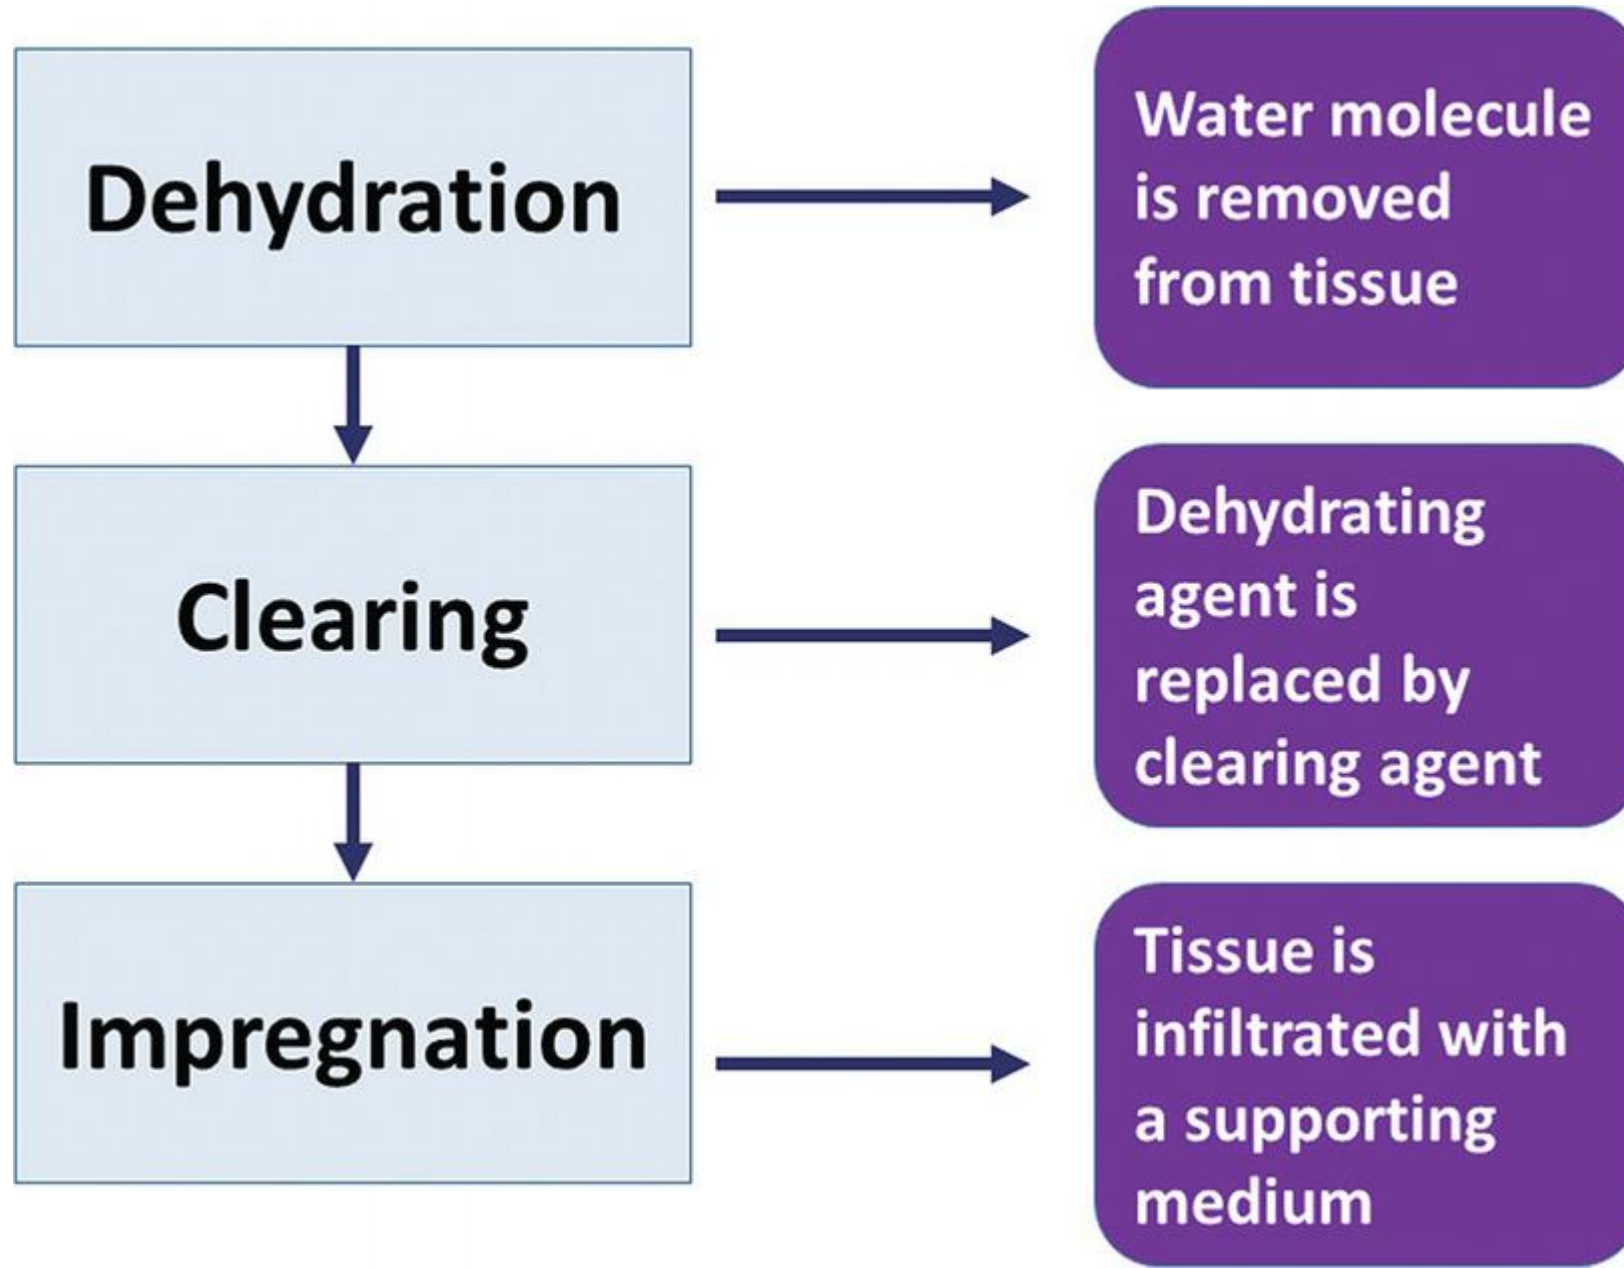 Dehydration
Water molecule
is removed
from tissue
Clearing
Dehydrating
agent is
replaced by
clearing agent
Impregnation
Tissue is
infiltrated with
a supporting
medium